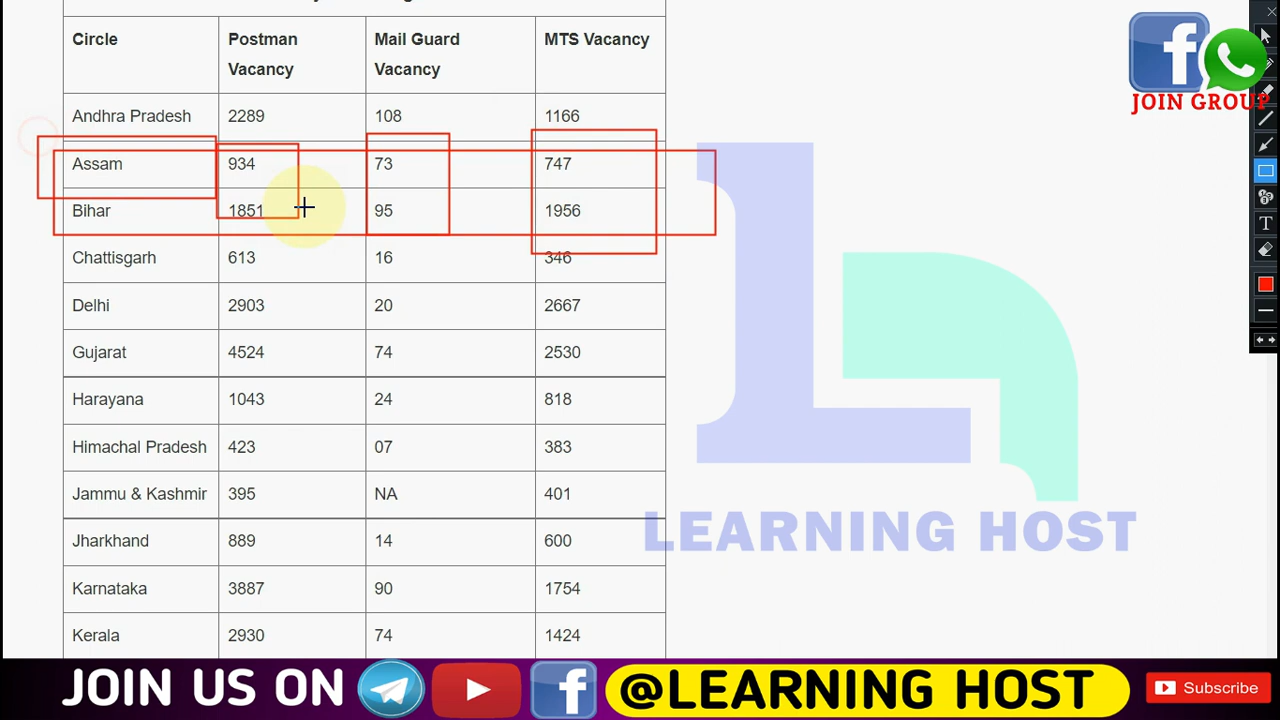 Circle Postman Vacancy Mail Guard Vacancy MTS Vacancy
Andhra Pradesh 2289 108 1166
Assam 934 73 747
Bihar 1851 95 1956
Chattisgarh 613 16 346
Delhi 2903 20 2667
Gujarat 4524 74 2530
Harayana 1043 24 818
Himachal Pradesh 423 07 383
Jammu & Kashmir 395 NA 401
Jharkhand 889 14 600
Karnataka 3887 90 1754
Kerala 2930 74 1424
JOIN GROUP
T
LEARNING HOST
JOIN US ON @LEARNING HOST Subscribe